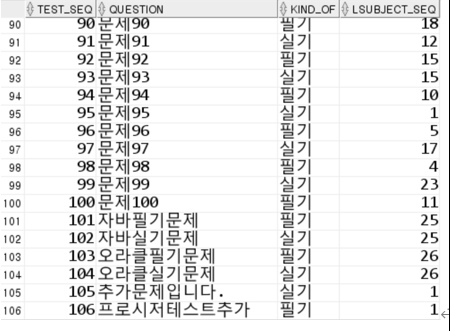 TEST_SEQ QUESTION KIND_OF LSUBJECT_SEQ
90 90 문제90 필기 18
91 91 문제91 실기 12
92 92 문제92 필기 15
93 93 문제93 실기 15
94 94 문제94 필기 10
95 95 문제95 실기 1
96 96 문제96 필기 5
97 97 문제97 실기 17
98 98 문제98 필기 4
99 99 문제99 실기 23
100 100 문제100 필기 11
101 101 자바필기문제 필기 25
102 102 자바실기문제 실기 25
103 103 오라클필기문제 필기 26
104 104 오라클실기문제 실기 26
105 105 추가문제입니다. 실기 1
106 106 프로시저테스트추가 필기 1